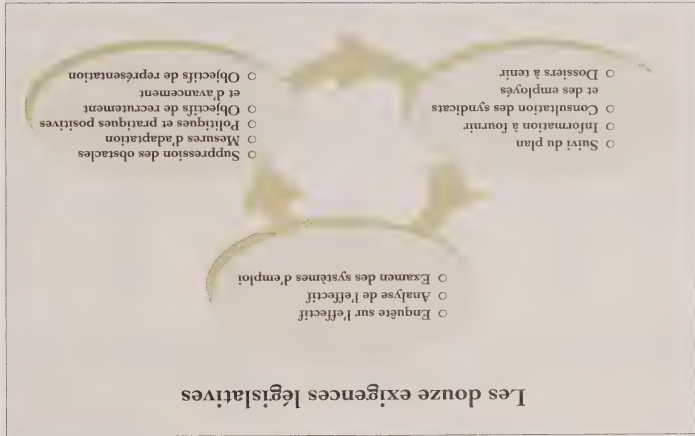 Les douze exigences législatives
○ Enquête sur l'effectif
○ Analyse de l'effectif
○ Examen des systèmes d'emploi
○ Suivi du plan
○ Information à fournir
○ Consultation des syndicats
et des employés
○ Dossiers à tenir
○ Suppression des obstacles
○ Mesures d'adaptation
○ Politiques et pratiques positives
○ Objectifs de recrutement
et d'avancement
○ Objectifs de représentation